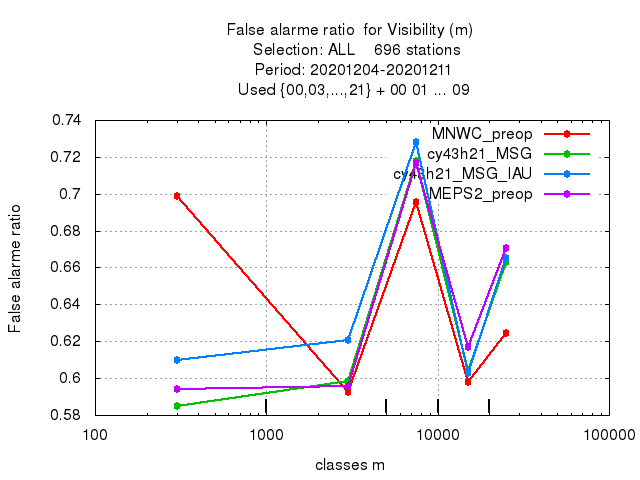 False alarme ratio  for Visibility (m)
Selection: ALL    696 stations
Period: 20201204-20201211
Used {00,03,...,21} + 00 01 ... 09
0.74
0.72
0.7
0.68
0.66
0.64
0.62
0.6
0.58
False alarme ratio
MNWC_preop
cy43h21_MSG
cy43h21_MSG_IAU
MEPS2_preop
100
1000
10000
100000
classes m